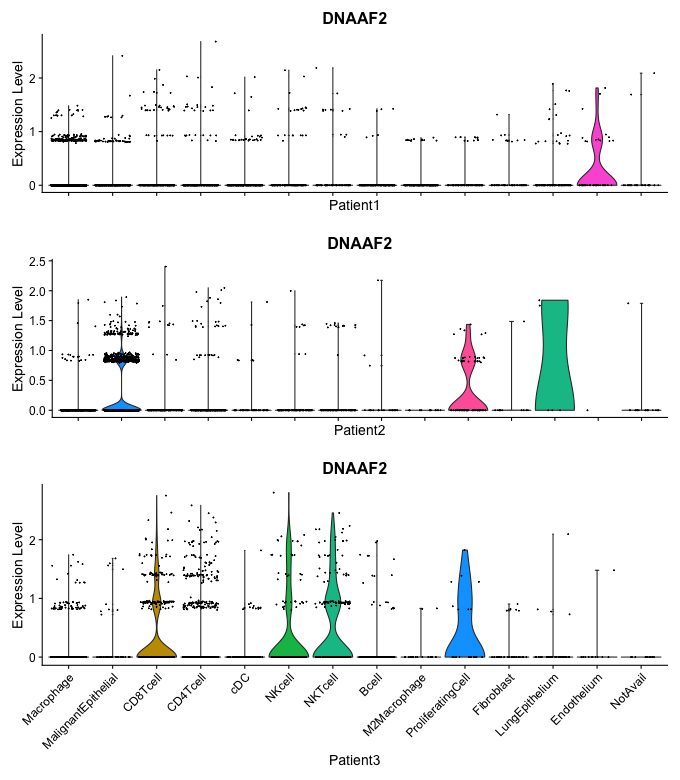 DNAAF2
Expression Level
2
1
0
Patient1
DNAAF2
Expression Level
2.5
2.0
1.5
1.0
0.5
0.0
Patient2
DNAAF2
Expression Level
2
1
0
Macrophage
MalignantEpithelial
CD8Tcell
CD4Tcell
cDC
NKcell
NKTcell
Bcell
M2Macrophage
ProliferatingCell
Fibroblast
LungEpithelium
Endothelium
NotAvail
Patient3